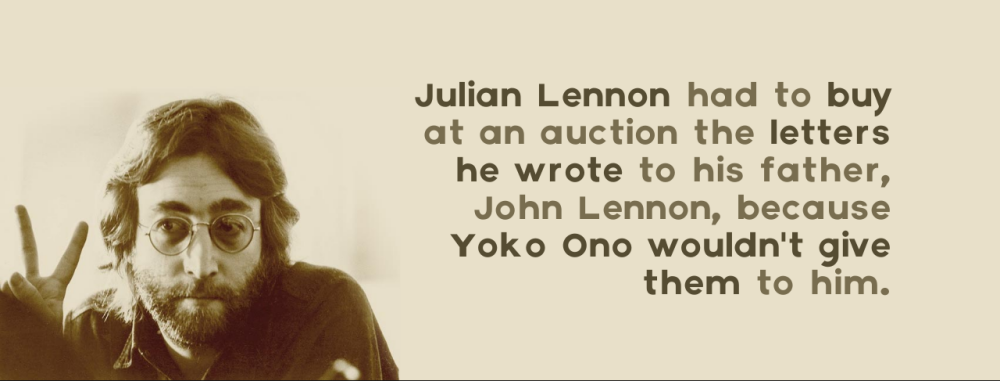 Julian Lennon had to buy
at an auction the letters
he wrote to his father,
John Lennon, because
Yoko Ono wouldn't give
them to him.